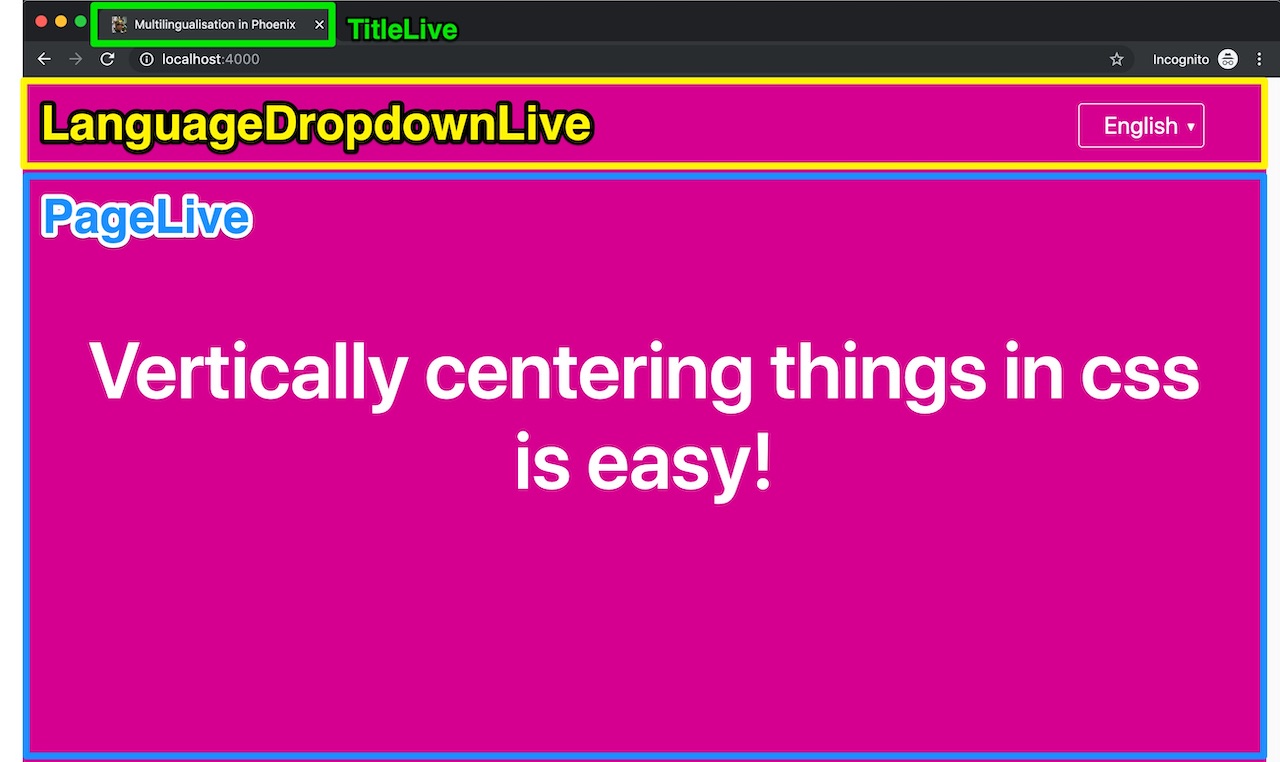 Multilingualisation in Phoenix
TitleLive
localhost:4000
Incognito
LanguageDropdownLive
English
PageLive
Vertically centering things in css
is easy!